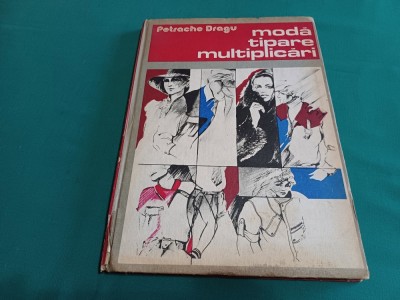 Petrache Dragu
modă
tipare
multiplicări